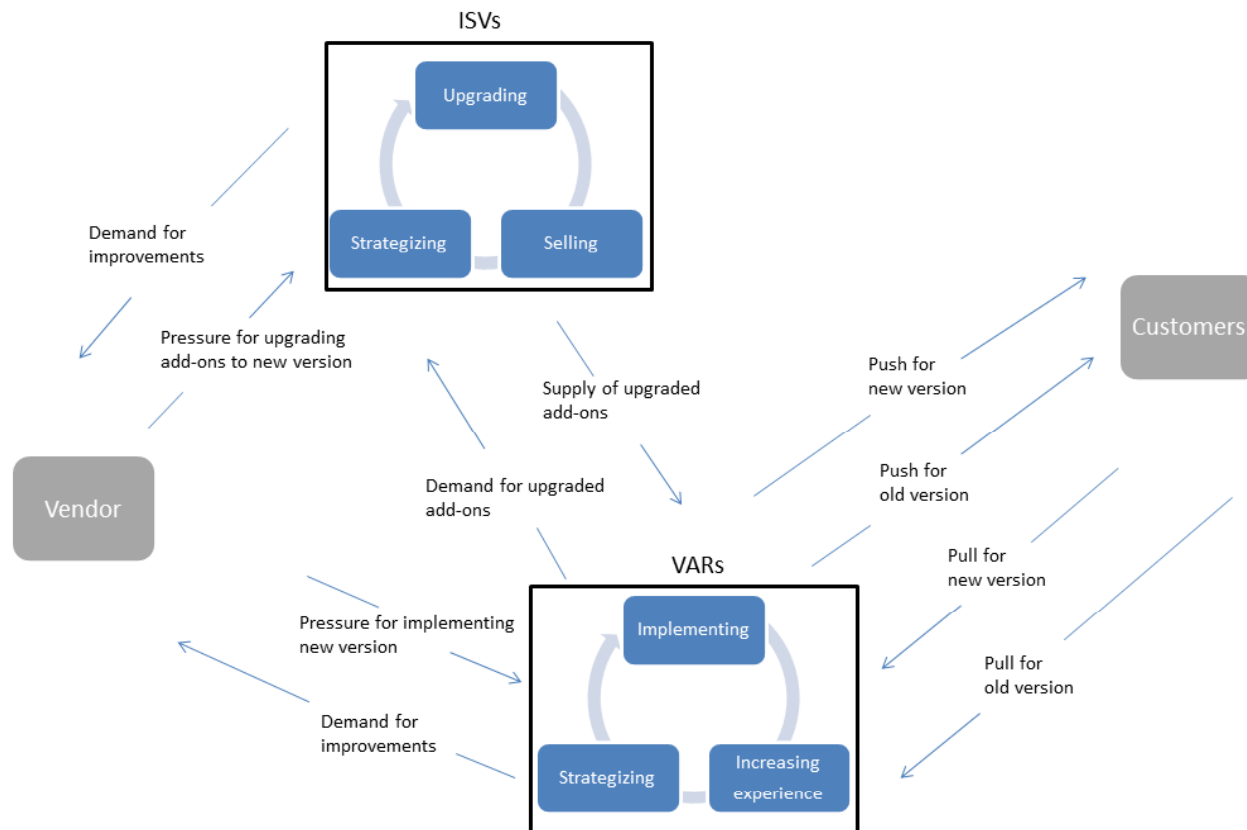 ISVs
Upgrading
Strategizing
Selling
Demand for
improvements
Pressure for upgrading
add-ons to new version
Customers
Supply of upgraded
add-ons
Push for
new version
Vendor
Demand for upgraded
add-ons
Push for
old version
VARs
Pull for
new version
Pressure for implementing
new version
Implementing
Pull for
old version
Demand for
improvements
Strategizing
Increasing
experience